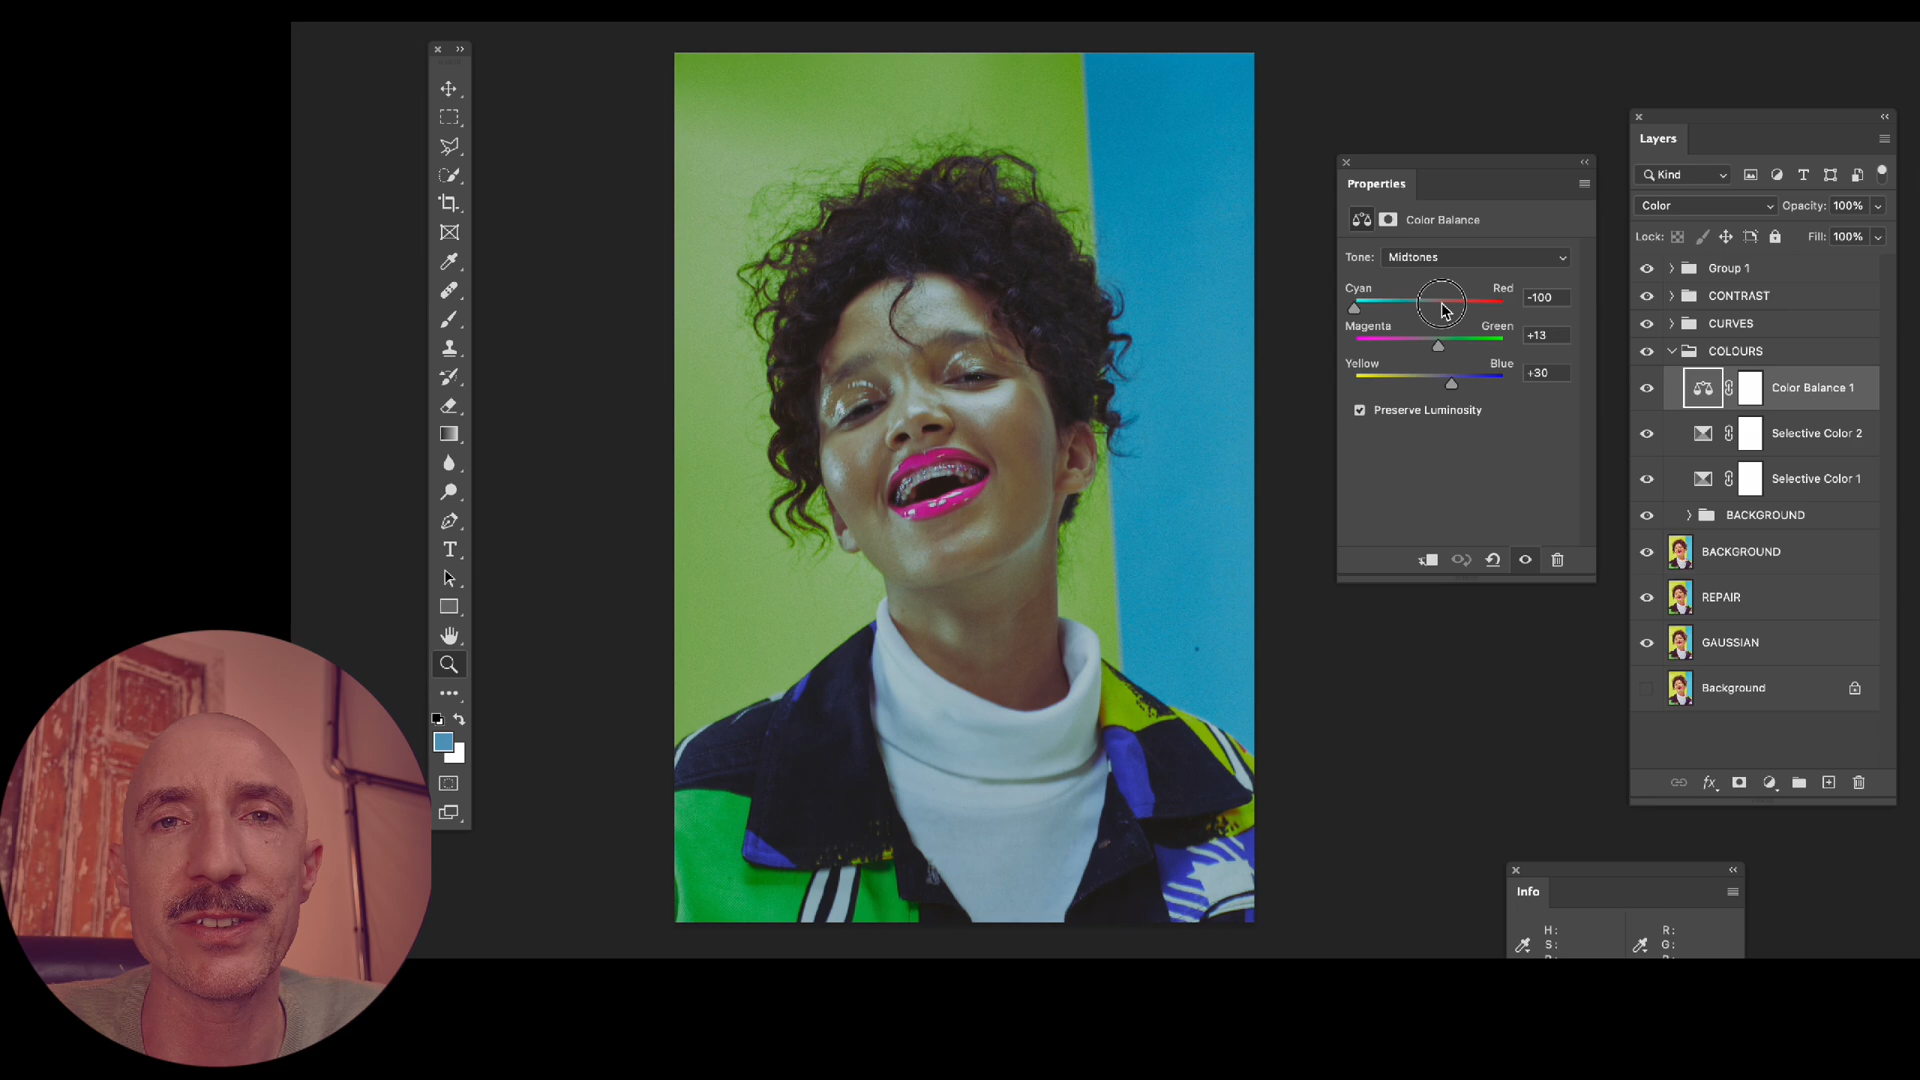 Properties
Color Balance
Tone: Midtones
Cyan Red -100
Magenta Green +13
Yellow Blue +30
Preserve Luminosity
Layers
Kind
Color Opacity: 100%
Lock: Fill: 100%
Group 1
CONTRAST
CURVES
COLOURS
Color Balance 1
Selective Color 2
Selective Color 1
BACKGROUND
BACKGROUND
REPAIR
GAUSSIAN
Background
fx
Info
H: R:
S: G: